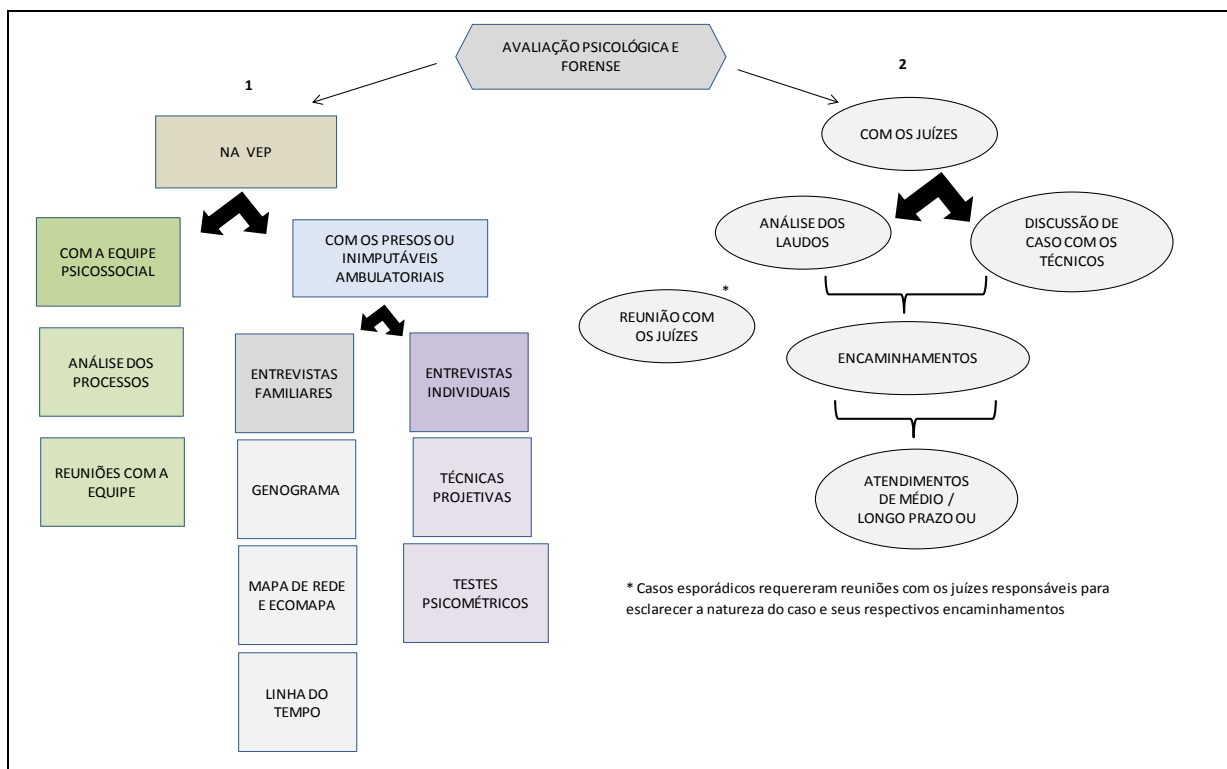 AVALIAÇÃO PSICOLÓGICA E
FORENSE
1
NA VEP
COM A EQUIPE
PSICOSSOCIAL
ANÁLISE DOS
PROCESSOS
REUNIÕES COM A
EQUIPE
COM OS PRESOS OU
INIMPUTÁVEIS
AMBULATORIAIS
ENTREVISTAS
FAMILIARES
GENOGRAMA
MAPA DE REDE
E ECOMAPA
LINHA DO
TEMPO
ENTREVISTAS
INDIVIDUAIS
TÉCNICAS
PROJETIVAS
TESTES
PSICOMÉTRICOS
2
COM OS JUÍZES
ANÁLISE DOS
LAUDOS
DISCUSSÃO DE
CASO COM OS
TÉCNICOS
*
REUNIÃO COM
OS JUÍZES
ENCAMINHAMENTOS
ATENDIMENTOS
DE MÉDIO /
LONGO PRAZO OU
* Casos esporádicos requereram reuniões com os juízes responsáveis para
esclarecer a natureza do caso e seus respectivos encaminhamentos